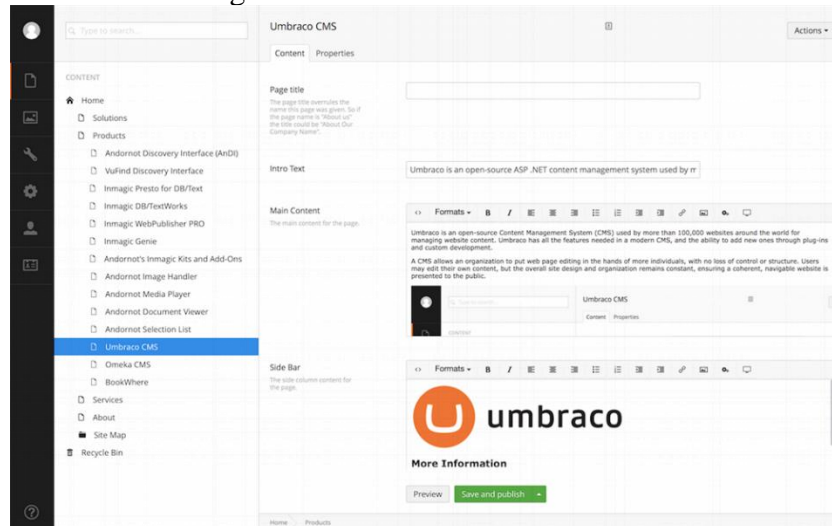 Type to search...
CONTENT
Home
Solutions
Products
Andornot Discovery Interface (AnDI)
VuFind Discovery Interface
Inmagic Presto for DB/Text
Inmagic DB/TextWorks
Inmagic WebPublisher PRO
Inmagic Genie
Andornot's Inmagic Kits and Add-Ons
Andornot Image Handler
Andornot Media Player
Andornot Document Viewer
Andornot Selection List
Umbraco CMS
Omeka CMS
BookWhere
Services
About
Site Map
Recycle Bin
Umbraco CMS
Actions
Content Properties
Page title
The page title overrules the
name this page was given. So if
the page name is "About us"
the title could be "About Our
Company Name".
Intro Text
Umbraco is an open-source ASP .NET content management system used by m
Main Content
The main content for the page.
Formats B I
Umbraco is an open-source Content Management System (CMS) used by more than 100,000 websites around the world for
managing website content. Umbraco has all the features needed in a modern CMS, and the ability to add new ones through plug-ins
and custom development.
A CMS allows an organization to put web page editing in the hands of more individuals, with no loss of control or structure. Users
may edit their own content, but the overall site design and organization remains constant, ensuring a coherent, navigable website is
presented to the public.
Type to search...
Umbraco CMS
Content Properties
CONTENT
Side Bar
The side column content for
the page.
Formats B I
umbraco
More Information
Preview Save and publish
Home Products